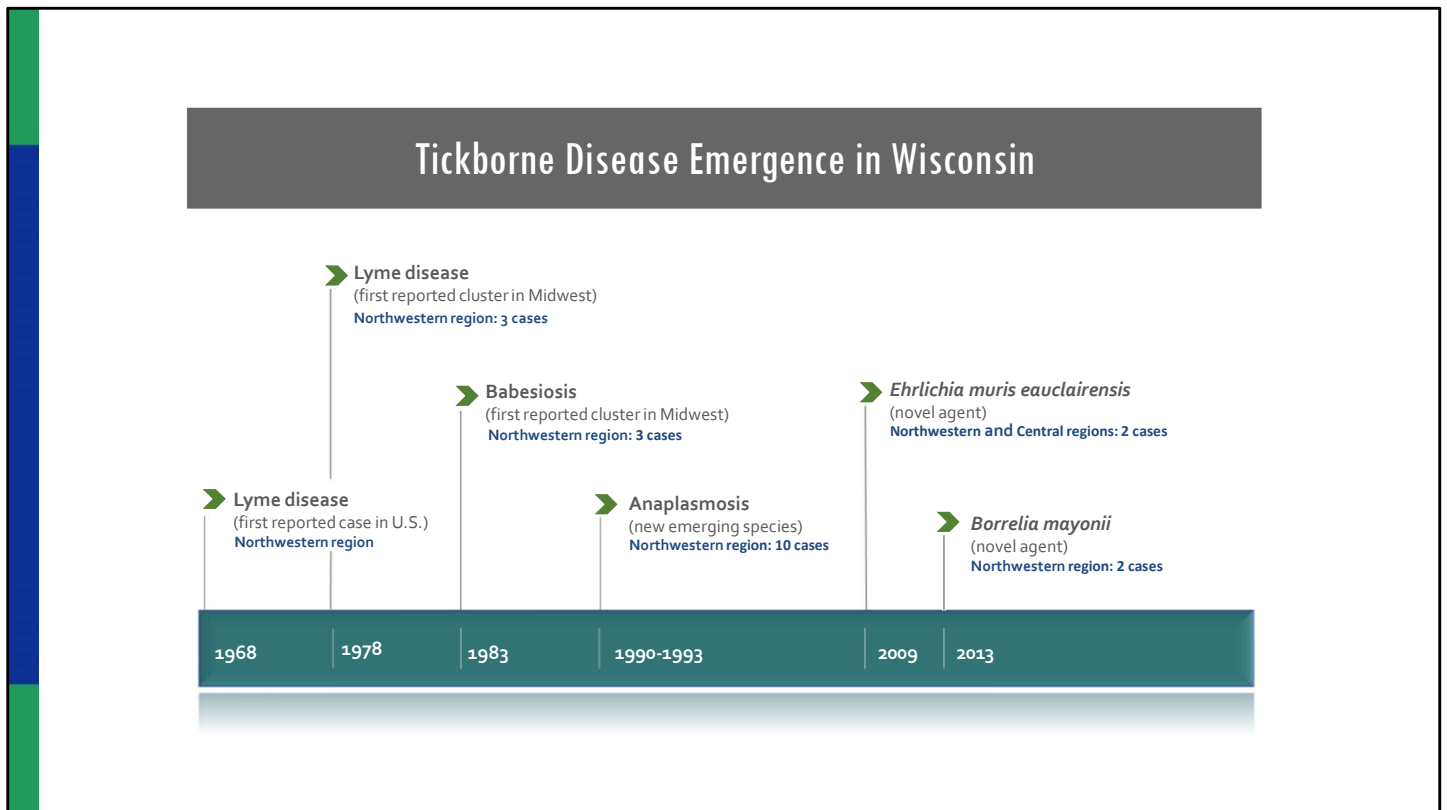 Tickborne Disease Emergence in Wisconsin
Lyme disease
(first reported cluster in Midwest)
Northwestern region: 3 cases
Babesiosis
(first reported cluster in Midwest)
Northwestern region: 3 cases
Ehrlichia muris eauclairensis
(novel agent)
Northwestern and Central regions: 2 cases
Lyme disease
(first reported case in U.S.)
Northwestern region
Anaplasmosis
(new emerging species)
Northwestern region: 10 cases
Borrelia mayonii
(novel agent)
Northwestern region: 2 cases
1968
1978
1983
1990-1993
2009
2013